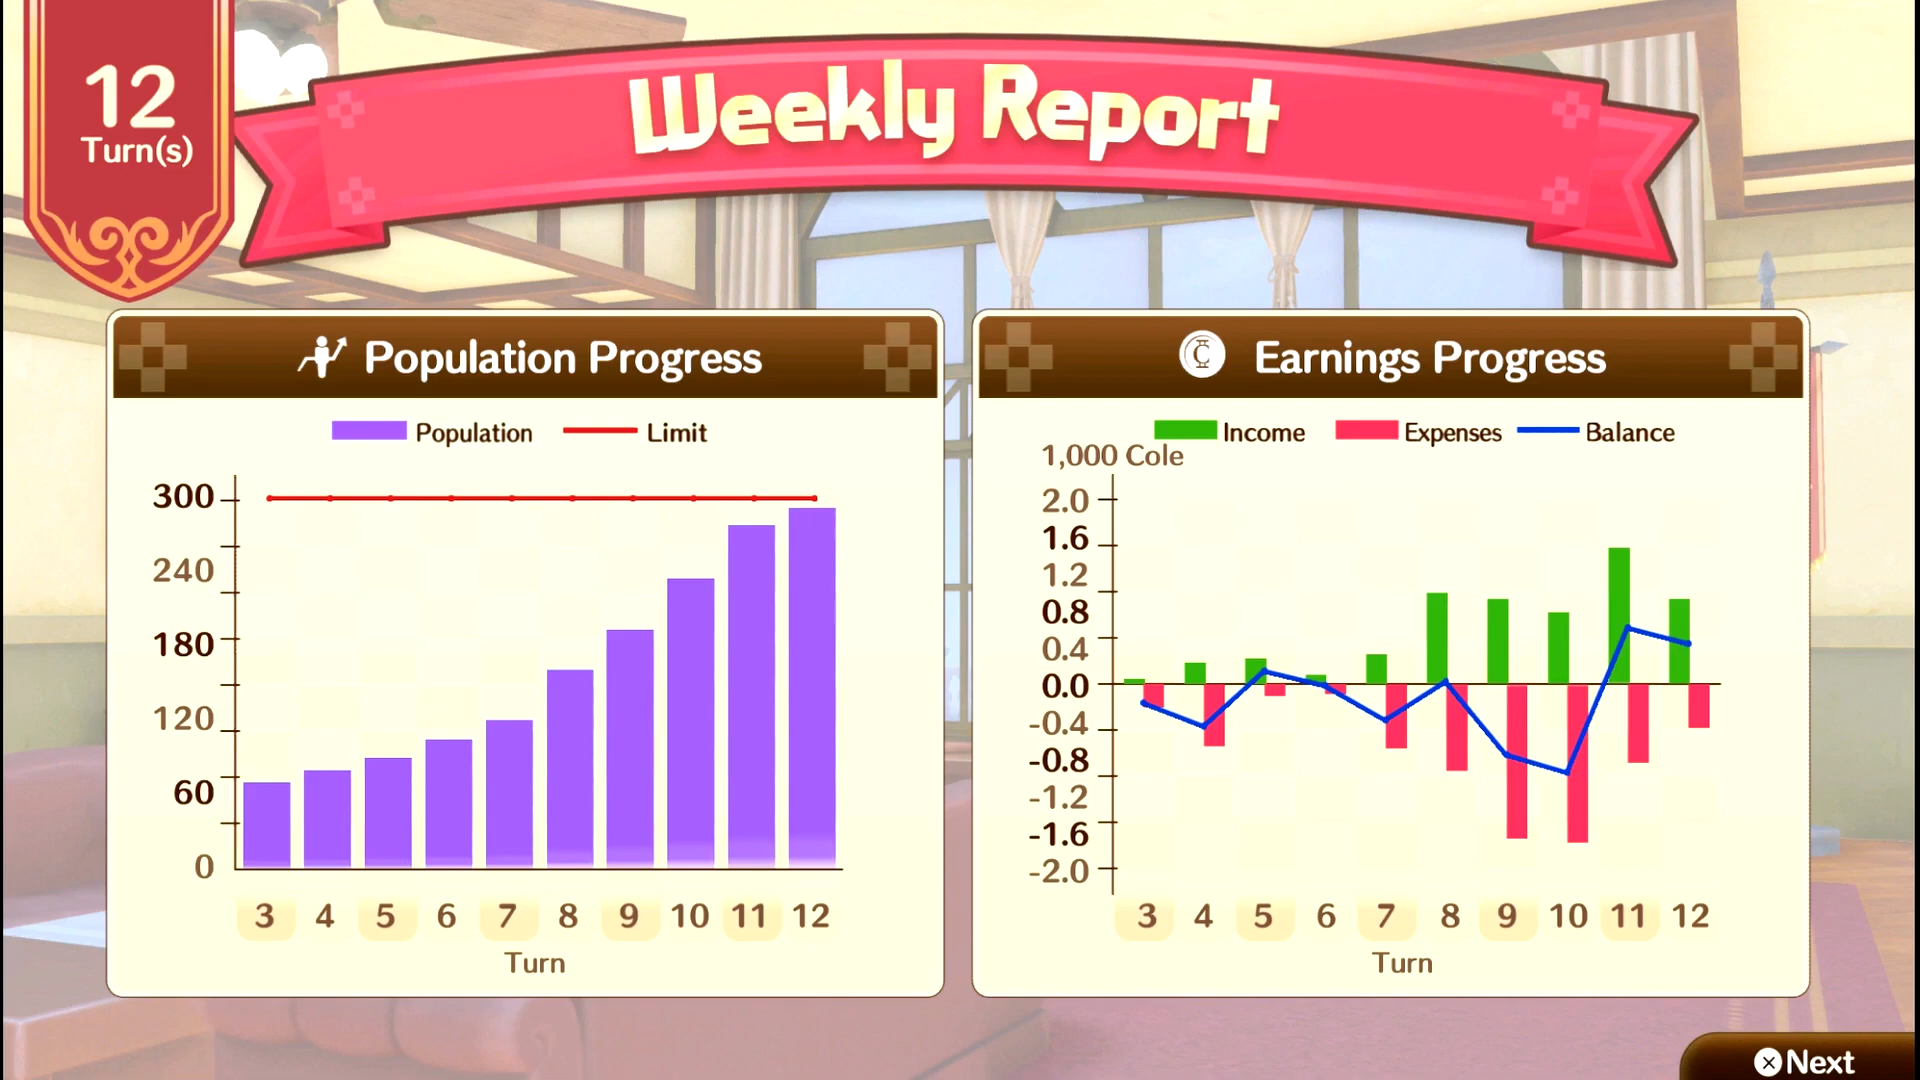 12
Turn(s)
Weekly Report
Population Progress
Population
Limit
300
240
180
120
60
0
3 4 5 6 7 8 9 10 11 12
Turn
Earnings Progress
Income
Expenses
Balance
1,000 Cole
2.0
1.6
1.2
0.8
0.4
0.0
-0.4
-0.8
-1.2
-1.6
-2.0
3 4 5 6 7 8 9 10 11 12
Turn
Next